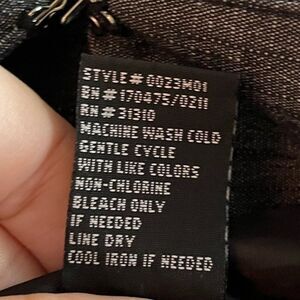 STYLE# 0023M01
BN# 170475/0211
RN# 31310
MACHINE WASH COLD
GENTLE CYCLE
WITH LIKE COLORS
NON-CHLORINE
BLEACH ONLY
IF NEEDED
LINE DRY
COOL IRON IF NEEDED